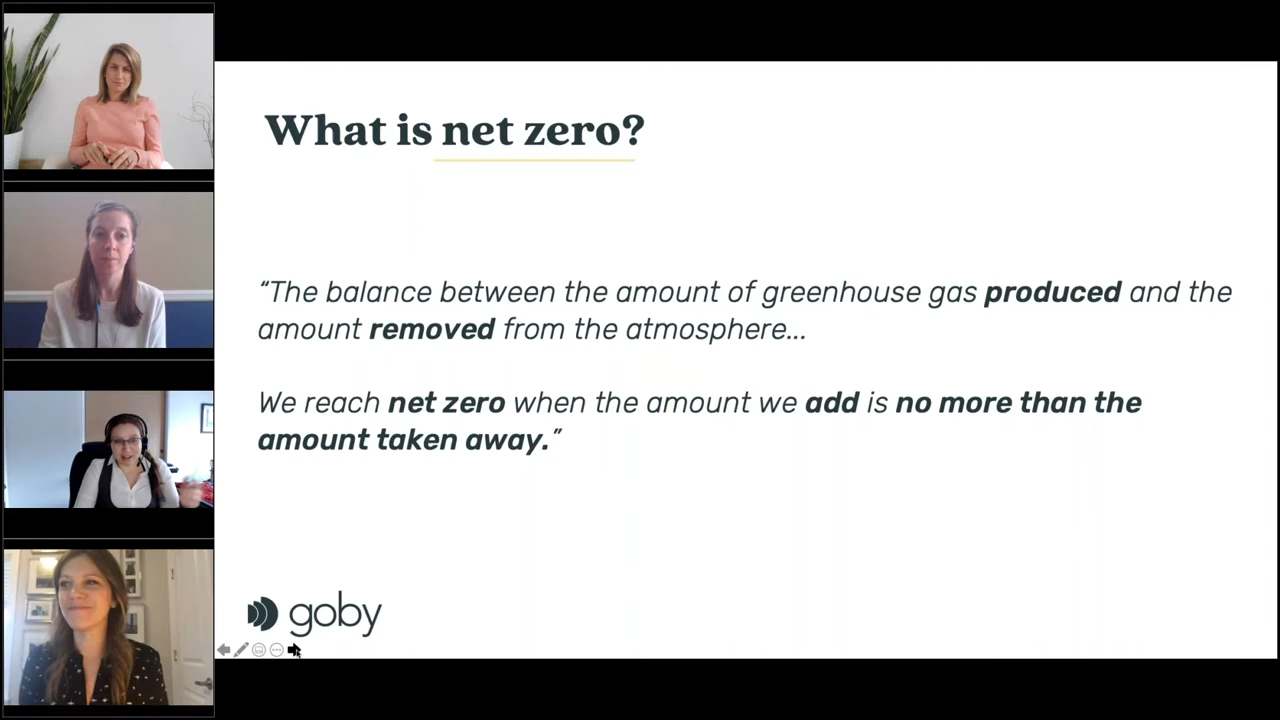 What is net zero?
“The balance between the amount of greenhouse gas produced and the
amount removed from the atmosphere...
We reach net zero when the amount we add is no more than the
amount taken away.”
goby